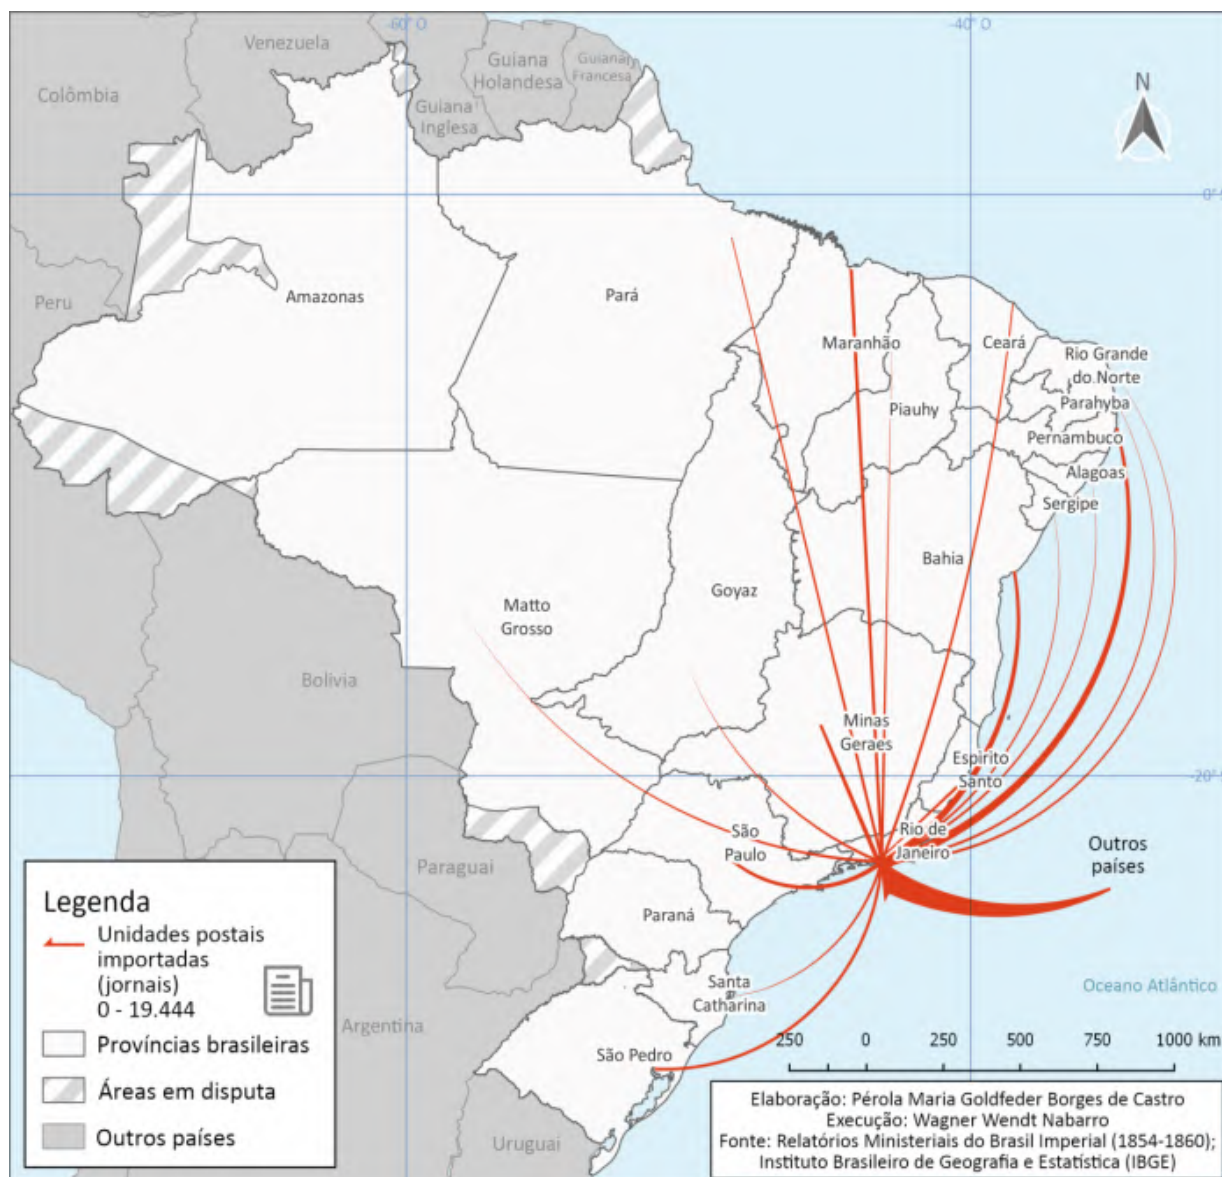 -60° O
-40° O
Venezuela
Guiana
Holandesa
Guiana
Francesa
Colômbia
Guiana
Inglesa
N
0°
Peru
Amazonas
Pará
Maranhão
Ceará
Rio Grande
do Norte
Piauhy
Parahyba
Pernambuco
Alagoas
Sergipe
Bahia
Goyaz
Matto
Grosso
Bolívia
Minas
Geraes
Espirito
Santo
-20°
São
Paulo
Rio de
Janeiro
Outros
países
Paraguai
Paraná
Santa
Catharina
Oceano Atlântico
Argentina
São Pedro
Uruguai
Legenda
Unidades postais
importadas
(jornais)
0 - 19.444
Províncias brasileiras
Áreas em disputa
Outros países
250 0 250 500 750 1000 km
Elaboração: Pérola Maria Goldfeder Borges de Castro
Execução: Wagner Wendt Nabarro
Fonte: Relatórios Ministeriais do Brasil Imperial (1854-1860);
Instituto Brasileiro de Geografia e Estatística (IBGE)